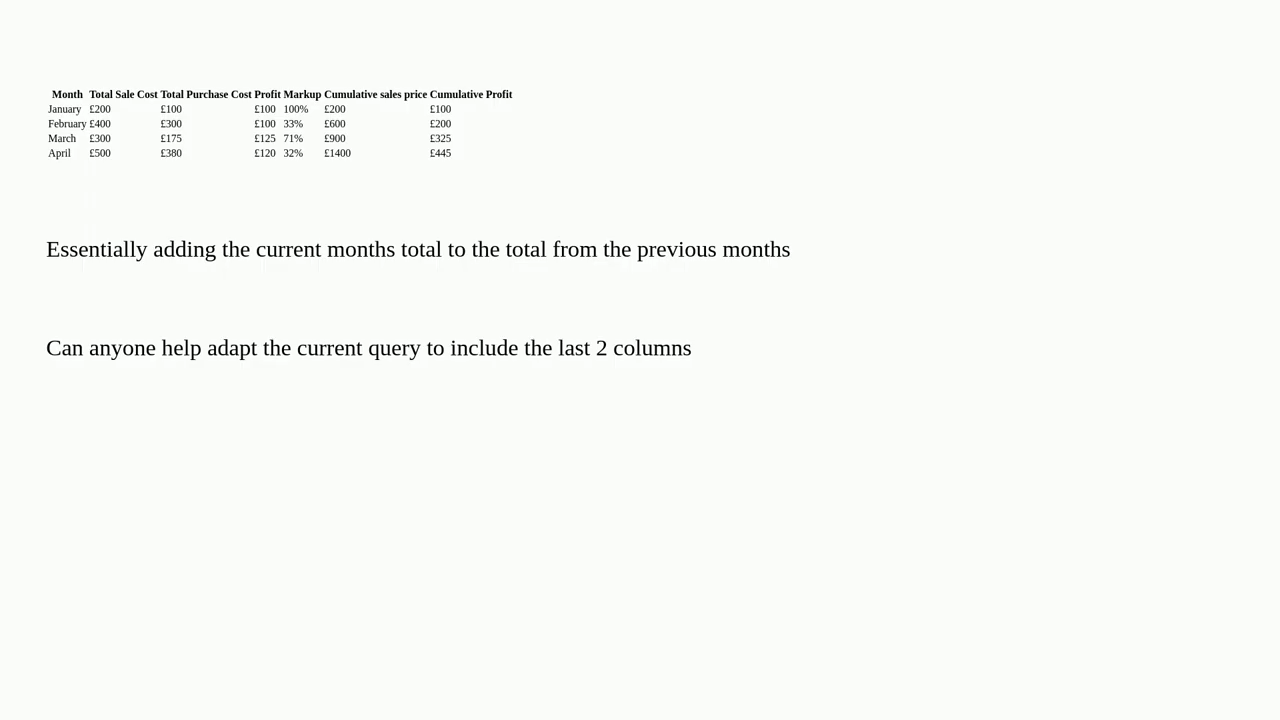 Month Total Sale Cost Total Purchase Cost Profit Markup Cumulative sales price Cumulative Profit
January £200 £100 £100 100% £200 £100
February £400 £300 £100 33% £600 £200
March £300 £175 £125 71% £900 £325
April £500 £380 £120 32% £1400 £445
Essentially adding the current months total to the total from the previous months
Can anyone help adapt the current query to include the last 2 columns